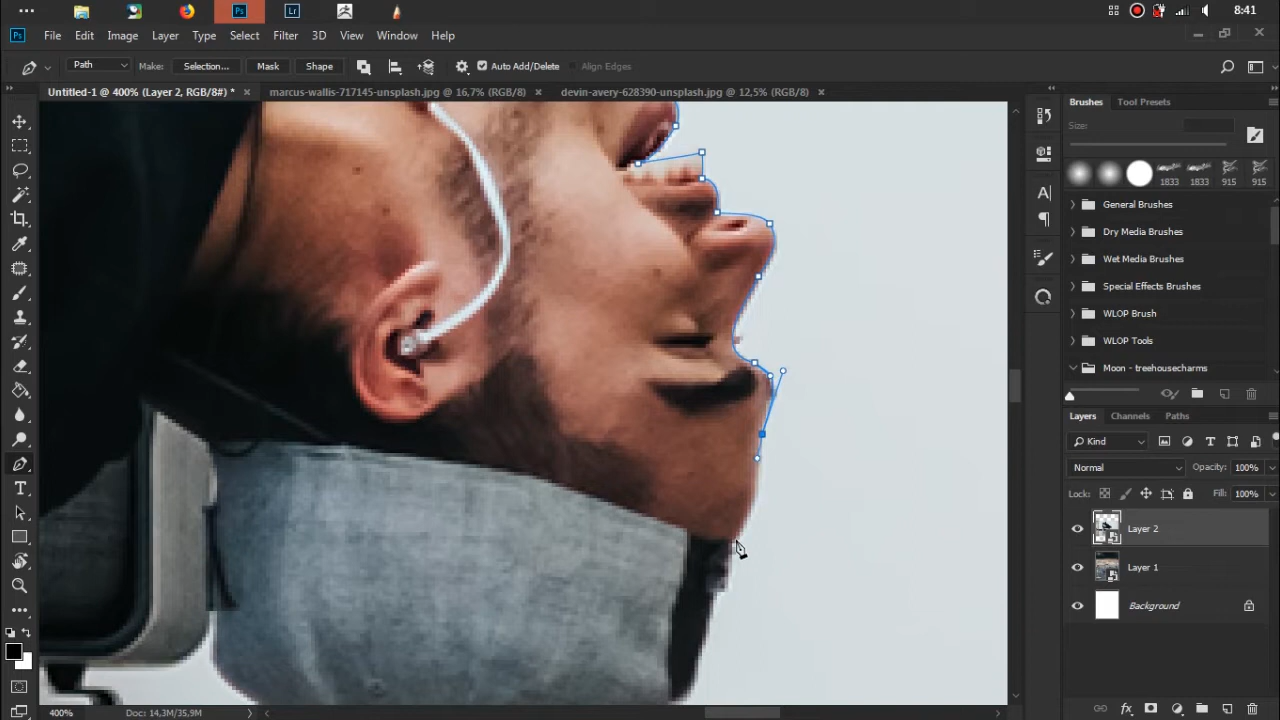 Ps
Lr
8:41
Ps
File Edit Image Layer Type Select Filter 3D View Window Help
Path Make: Selection... Mask Shape Auto Add/Delete Align Edges
Untitled-1 @ 400% (Layer 2, RGB/8#) * × marcus-wallis-717145-unsplash.jpg @ 16,7% (RGB/8) × devin-avery-628390-unsplash.jpg @ 12,5% (RGB/8) ×
Brushes Tool Presets
Size:
1833 1833 915 915
General Brushes
Dry Media Brushes
Wet Media Brushes
Special Effects Brushes
WLOP Brush
WLOP Tools
Moon - treehousecharms
Layers Channels Paths
Kind
Normal Opacity: 100%
Lock: Fill: 100%
Layer 2
Layer 1
Background
400% Doc: 14,3M/35,9M